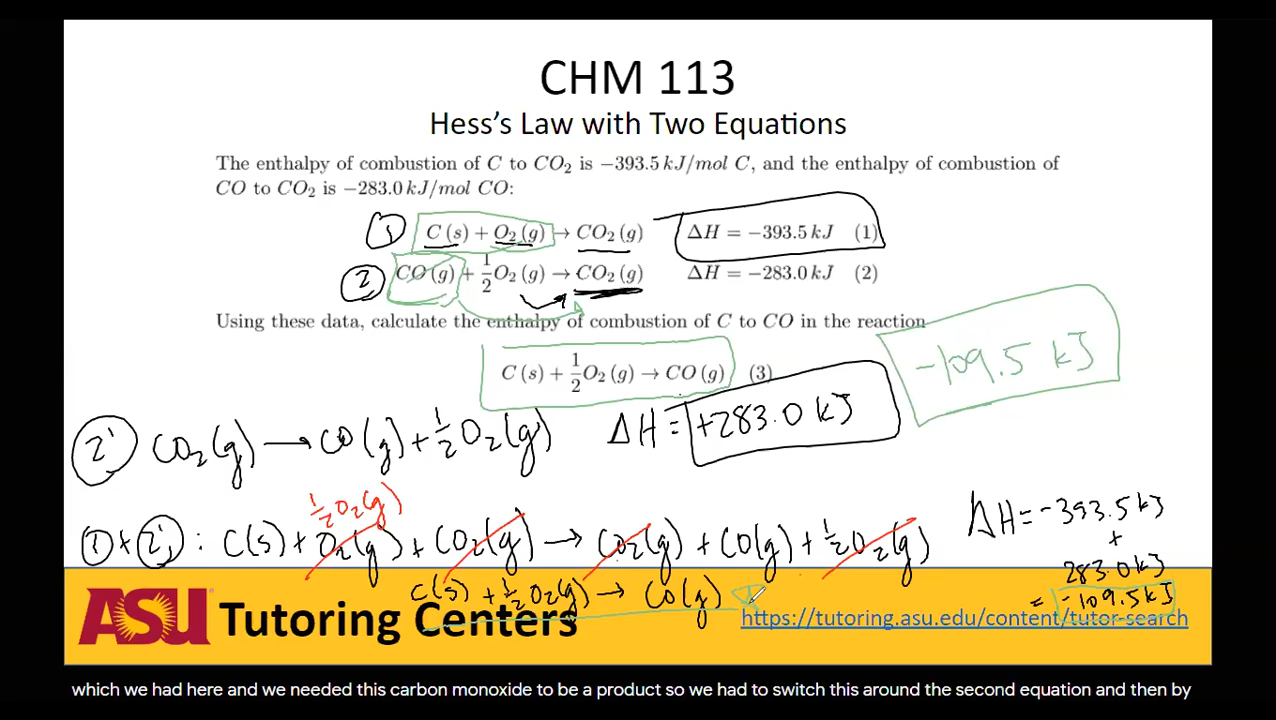 CHM 113
Hess's Law with Two Equations
The enthalpy of combustion of C to CO₂ is −393.5 kJ/mol C, and the enthalpy of combustion of
CO to CO₂ is −283.0 kJ/mol CO:
1 C (s) + O₂ (g) → CO₂ (g) ΔH = −393.5 kJ (1)
2 CO (g) + 1/2 O₂ (g) → CO₂ (g) ΔH = −283.0 kJ (2)
Using these data, calculate the enthalpy of combustion of C to CO in the reaction
C (s) + 1/2 O₂ (g) → CO (g) (3)
−109.5 kJ
2' CO₂(g) → CO(g) + 1/2 O₂(g) ΔH = +283.0 kJ
1/2 O₂(g)
1 + 2' : C(s) + O₂(g) + CO₂(g) → CO₂(g) + CO(g) + 1/2 O₂(g) ΔH = −393.5 kJ
+
283.0 kJ
C(s) + 1/2 O₂(g) → CO(g) = −109.5 kJ
ASU Tutoring Centers
https://tutoring.asu.edu/content/tutor-search
which we had here and we needed this carbon monoxide to be a product so we had to switch this around the second equation and then by